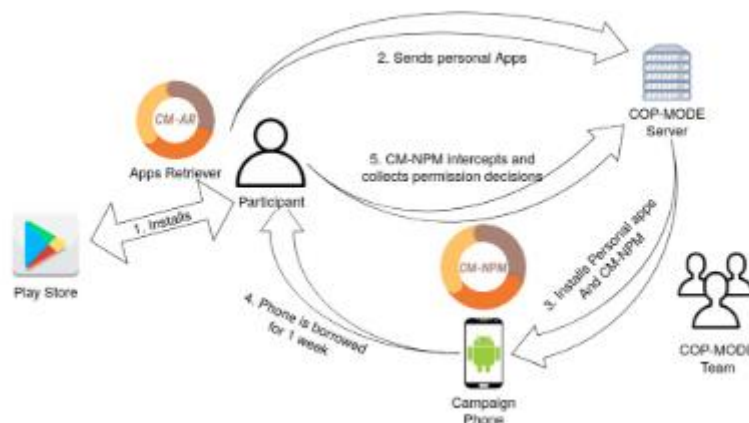 2. Sends personal Apps
CM-AR
COP-MODE
Server
Apps Retriever
5. CM-NPM intercepts and
collects permission decisions
Participant
1. Installs
Play Store
CM-NPM
3. Installs Personal apps
And CM-NPM
4. Phone is borrowed
for 1 week
COP-MODE
Team
Campaign
Phone